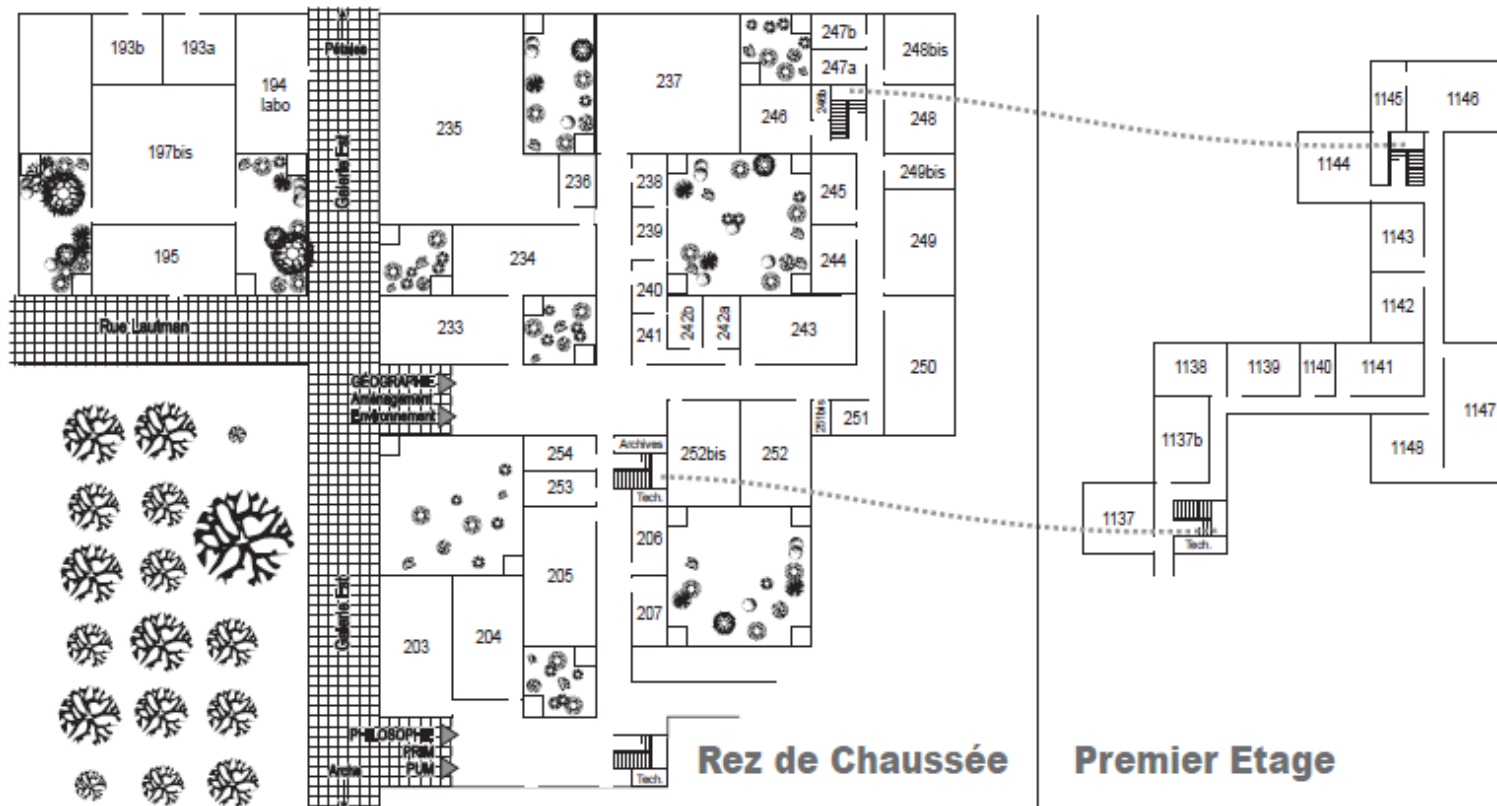 193b
193a
194
labo
197bis
195
Rue Lautman
Pétales
Galerie Est
Galerie Est
Arche
235
236
237
238
239
240
241
242b
242a
243
244
245
246
246b
247b
247a
248bis
248
249bis
249
250
251bis
251
252
252bis
234
233
GÉOGRAPHIE
Aménagement
Environnement
254
253
Archives
Tech.
206
205
207
204
203
PHILOSOPHIE
PRIM
PUM
Tech.
Rez de Chaussée
1145
1146
1144
1143
1142
1138
1139
1140
1141
1147
1148
1137b
1137
Tech.
Premier Etage